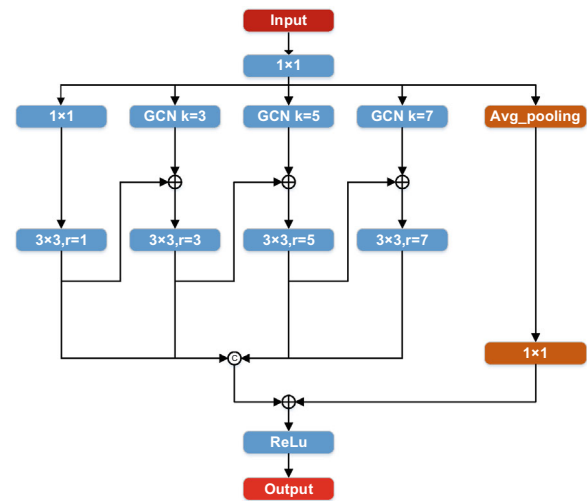 Input
1×1
1×1
GCN k=3
GCN k=5
GCN k=7
Avg_pooling
3×3,r=1
3×3,r=3
3×3,r=5
3×3,r=7
C
1×1
ReLu
Output